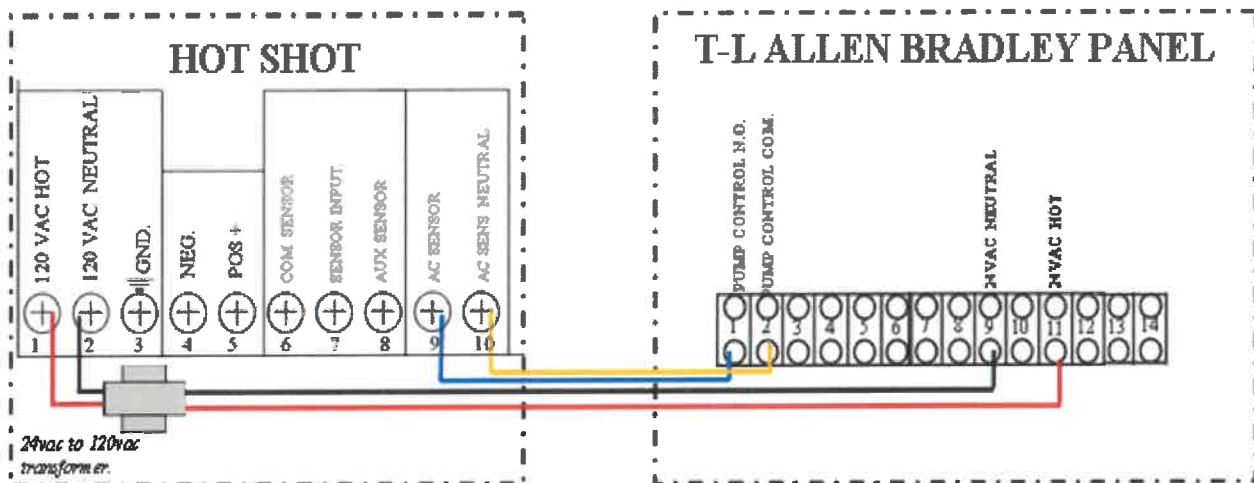 HOT SHOT
T-L ALLEN BRADLEY PANEL
120 VAC HOT
120 VAC NEUTRAL
GND.
NEG.
POS +
COM SENSOR
SENSOR INPUT
AUX SENSOR
AC SENSOR
AC SENS NEUTRAL
PUMP CONTROL N.O.
PUMP CONTROL COM.
24VAC NEUTRAL
24VAC HOT
1 2 3 4 5 6 7 8 9 10
1 2 3 4 5 6 7 8 9 10 11 12 13 14
24vac to 120vac
transformer.